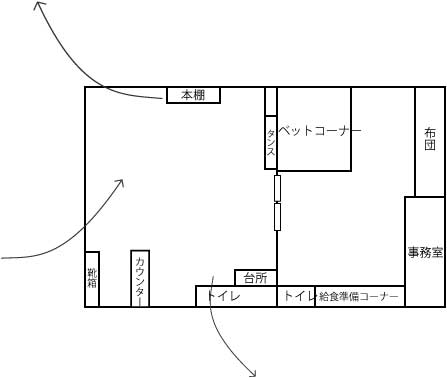 本棚
タンス
ベットコーナー
布団
事務室
靴箱
カウンター
台所
トイレ
トイレ
給食準備コーナー